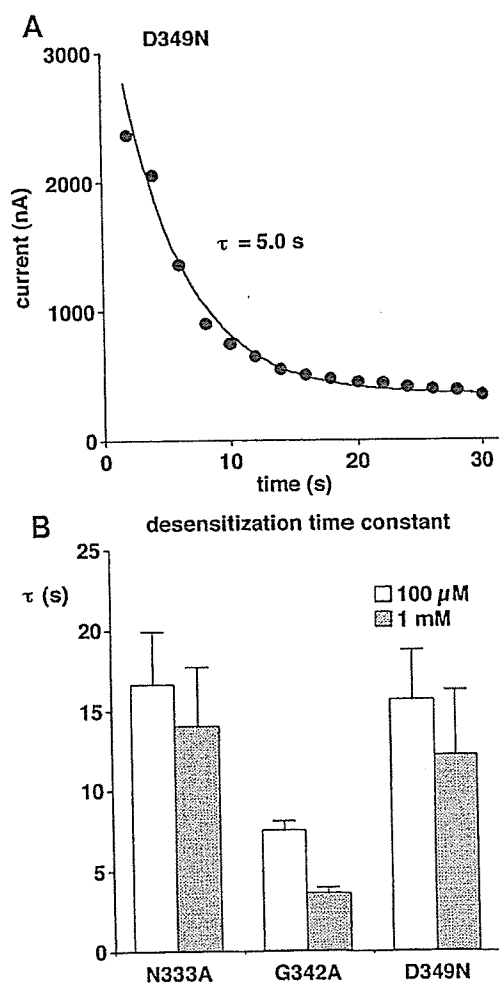 A
D349N
3000
2000
1000
0
current (nA)
τ = 5.0 s
0
10
20
30
time (s)
B
desensitization time constant
τ (s)
25
20
15
10
5
0
100 µM
1 mM
N333A
G342A
D349N